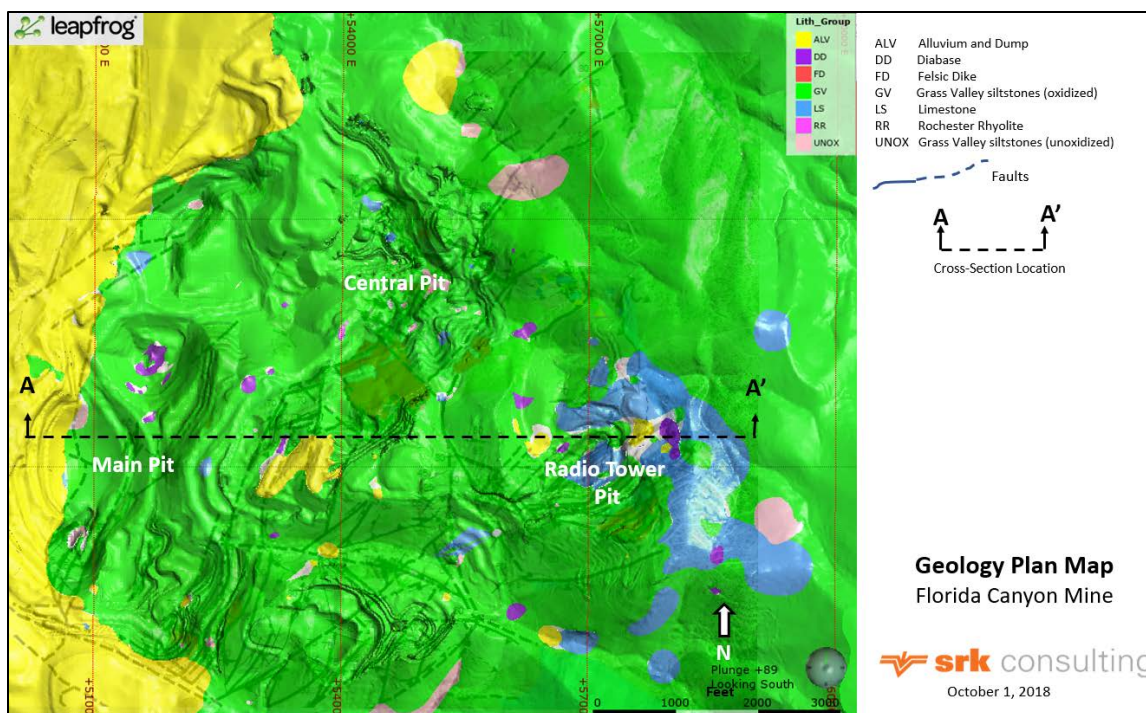 leapfrog
+54000 E
+57000 E
Lith_Group
ALV
DD
FD
GV
LS
RR
UNOX
ALV Alluvium and Dump
DD Diabase
FD Felsic Dike
GV Grass Valley siltstones (oxidized)
LS Limestone
RR Rochester Rhyolite
UNOX Grass Valley siltstones (unoxidized)
Faults
A A'
Cross-Section Location
Central Pit
A A'
Main Pit
Radio Tower
Pit
Geology Plan Map
Florida Canyon Mine
N
Plunge +89
Looking South
Feet
0 1000 2000 3000
srk consulting
October 1, 2018